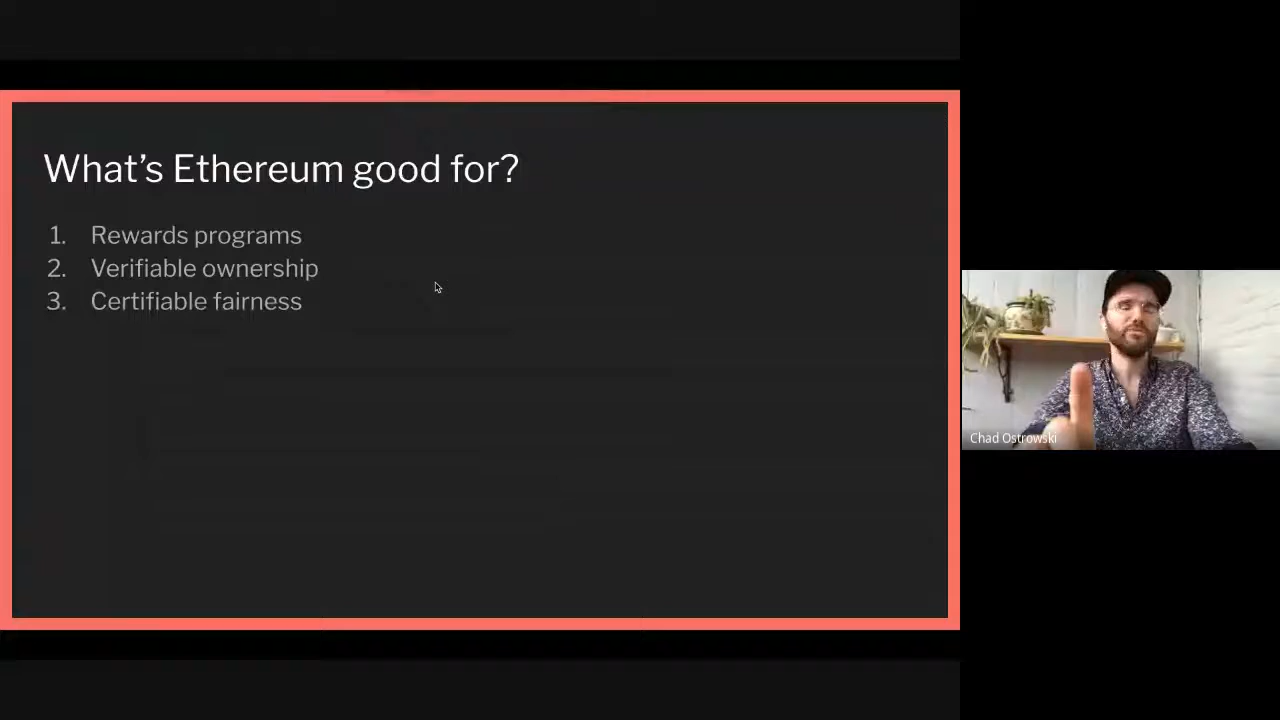 What's Ethereum good for?
1. Rewards programs
2. Verifiable ownership
3. Certifiable fairness
Chad Ostrowski